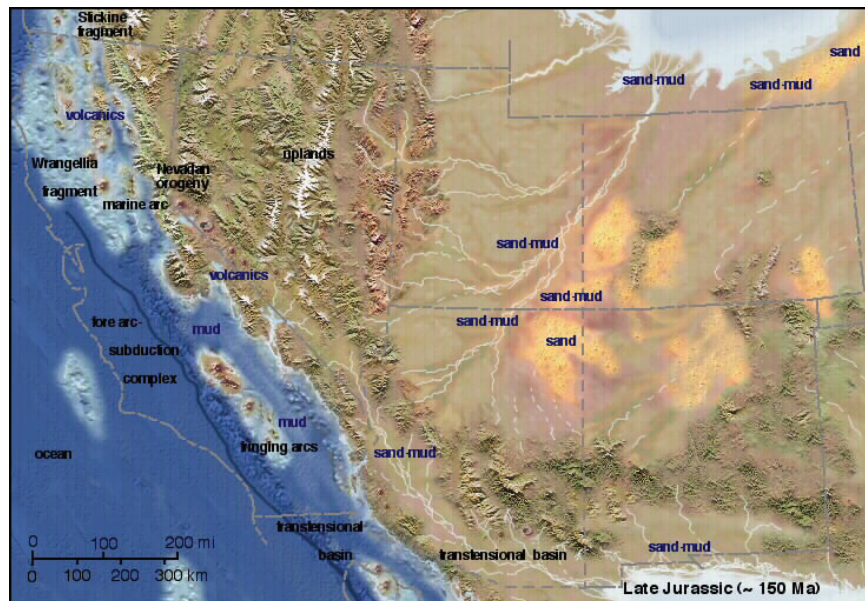 Stickine
fragment
sand
sand-mud
sand-mud
volcanics
Wrangellia
fragment
Nevadan
orogeny
uplands
marine arc
sand-mud
volcanics
sand-mud
fore arc-
subduction
complex
mud
sand-mud
sand
mud
fringing arcs
ocean
sand-mud
transtensional
basin
transtensional basin
sand-mud
0 100 200 mi
0 100 200 300 km
Late Jurassic (~ 150 Ma)